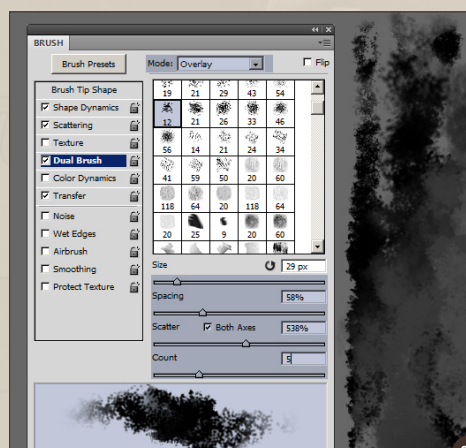 BRUSH
Brush Presets
Mode: Overlay
Flip
Brush Tip Shape
Shape Dynamics
Scattering
Texture
Dual Brush
Color Dynamics
Transfer
Noise
Wet Edges
Airbrush
Smoothing
Protect Texture
19 21 29 43 54
12 21 26 33 46
56 14 21 24 34
41 59 50 20 60
118 64 20 118 64
20 25 9 20 60
Size 29 px
Spacing 58%
Scatter Both Axes 538%
Count 5